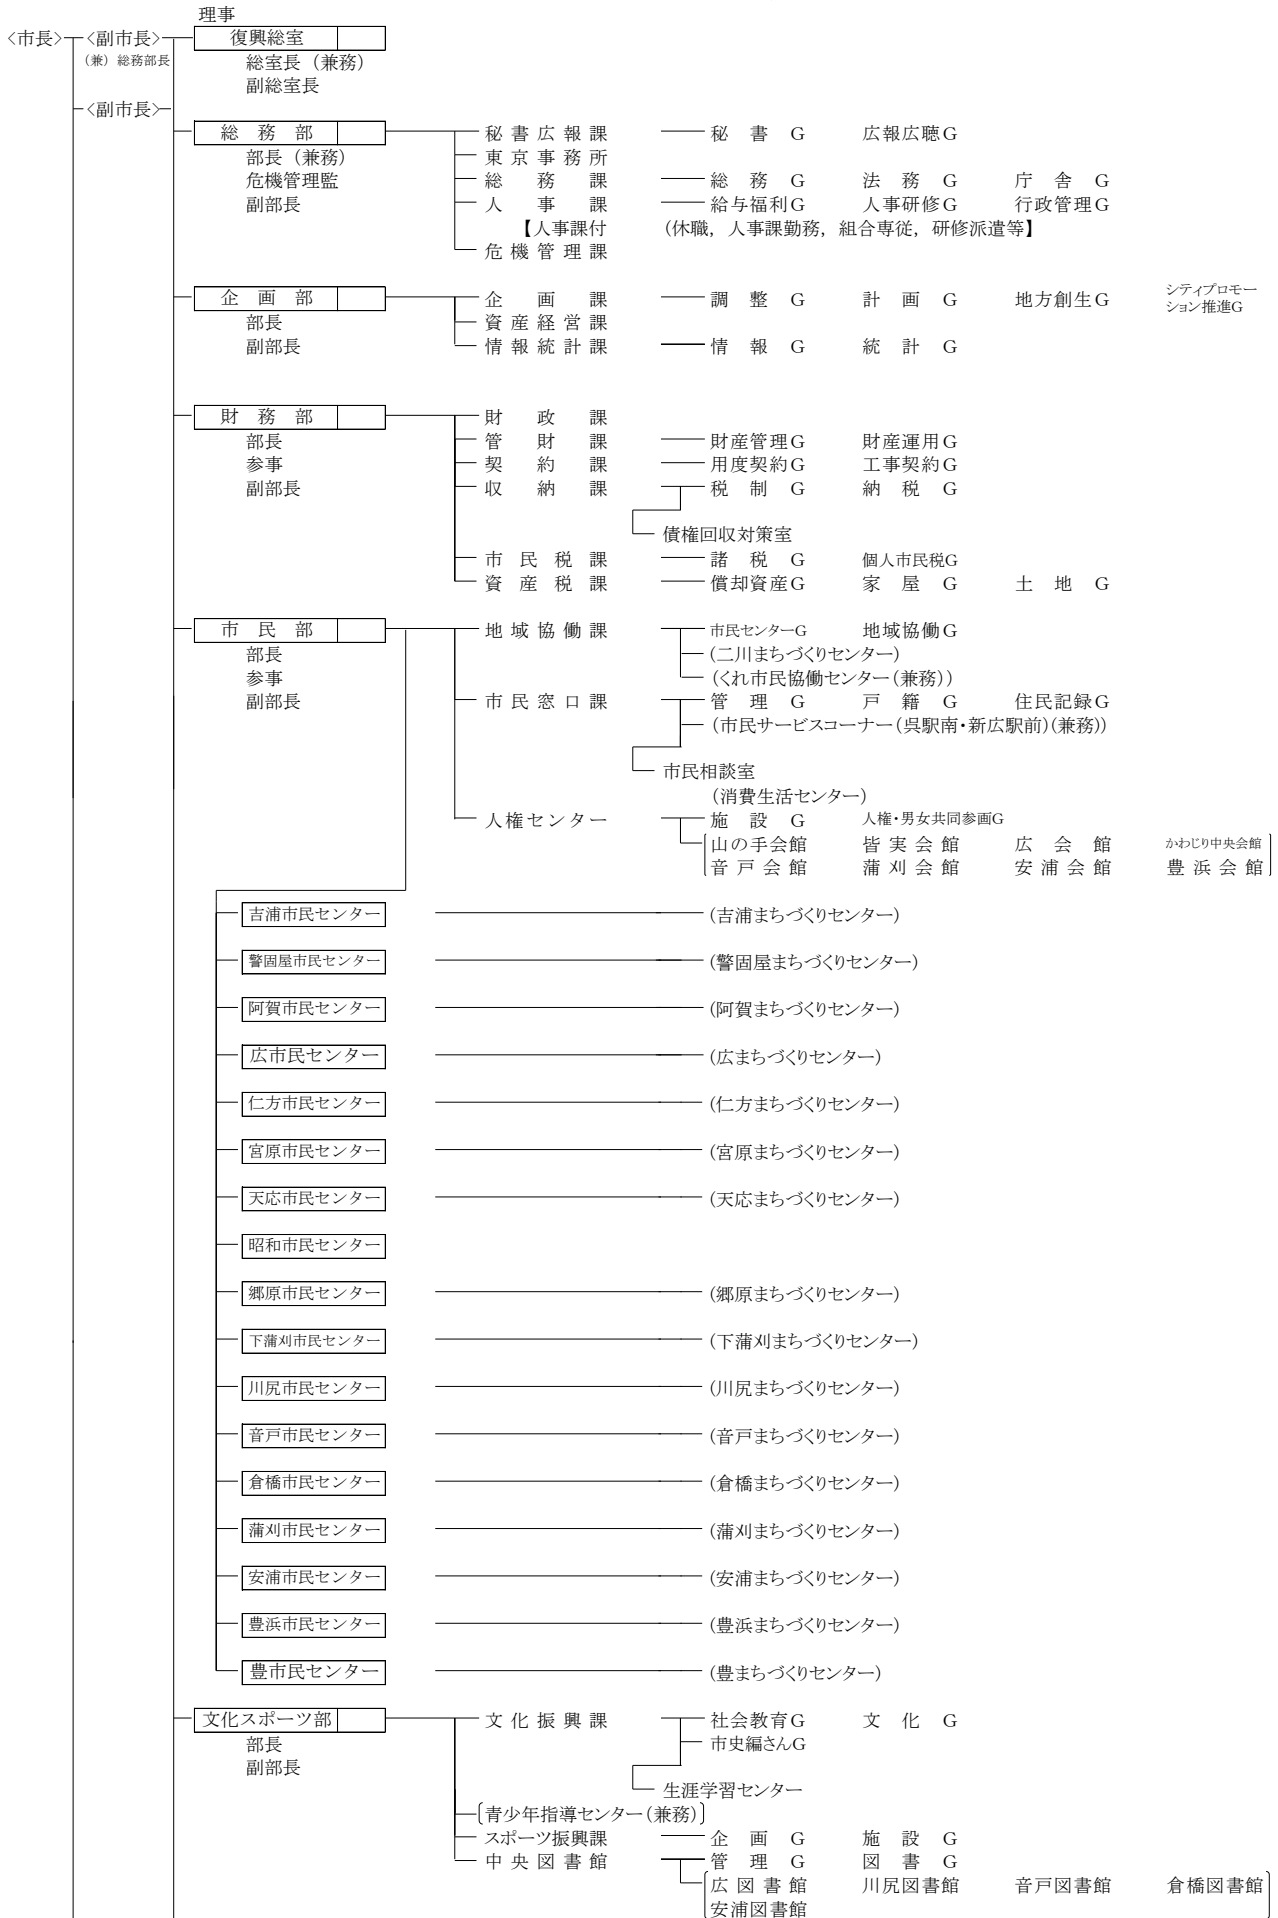 理事
〈市長〉 〈副市長〉 復興総室
(兼) 総務部長 総室長 (兼務)
副総室長
〈副市長〉
総務部 秘書広報課 秘書G 広報広聴G
部長 (兼務) 東京事務所
危機管理監 総務課 総務G 法務G 庁舎G
副部長 人事課 給与福利G 人事研修G 行政管理G
【人事課付 (休職, 人事課勤務, 組合専従, 研修派遣等】
危機管理課
企画部 企画課 調整G 計画G 地方創生G シティプロモー
ション推進G
部長 資産経営課
副部長 情報統計課 情報G 統計G
財務部 財政課
部長 管財課 財産管理G 財産運用G
参事 契約課 用度契約G 工事契約G
副部長 収納課 税制G 納税G
債権回収対策室
市民税課 諸税G 個人市民税G
資産税課 償却資産G 家屋G 土地G
市民部 地域協働課 市民センターG 地域協働G
部長 (二川まちづくりセンター)
参事 (くれ市民協働センター(兼務))
副部長 市民窓口課 管理G 戸籍G 住民記録G
(市民サービスコーナー(呉駅南・新広駅前)(兼務))
市民相談室
(消費生活センター)
人権センター 施設G 人権・男女共同参画G
山の手会館 皆実会館 広会館 かわじり中央会館
音戸会館 蒲刈会館 安浦会館 豊浜会館
吉浦市民センター (吉浦まちづくりセンター)
警固屋市民センター (警固屋まちづくりセンター)
阿賀市民センター (阿賀まちづくりセンター)
広市民センター (広まちづくりセンター)
仁方市民センター (仁方まちづくりセンター)
宮原市民センター (宮原まちづくりセンター)
天応市民センター (天応まちづくりセンター)
昭和市民センター
郷原市民センター (郷原まちづくりセンター)
下蒲刈市民センター (下蒲刈まちづくりセンター)
川尻市民センター (川尻まちづくりセンター)
音戸市民センター (音戸まちづくりセンター)
倉橋市民センター (倉橋まちづくりセンター)
蒲刈市民センター (蒲刈まちづくりセンター)
安浦市民センター (安浦まちづくりセンター)
豊浜市民センター (豊浜まちづくりセンター)
豊市民センター (豊まちづくりセンター)
文化スポーツ部 文化振興課 社会教育G 文化G
部長 市史編さんG
副部長
生涯学習センター
〔青少年指導センター(兼務)〕
スポーツ振興課 企画G 施設G
中央図書館 管理G 図書G
広図書館 川尻図書館 音戸図書館 倉橋図書館
安浦図書館